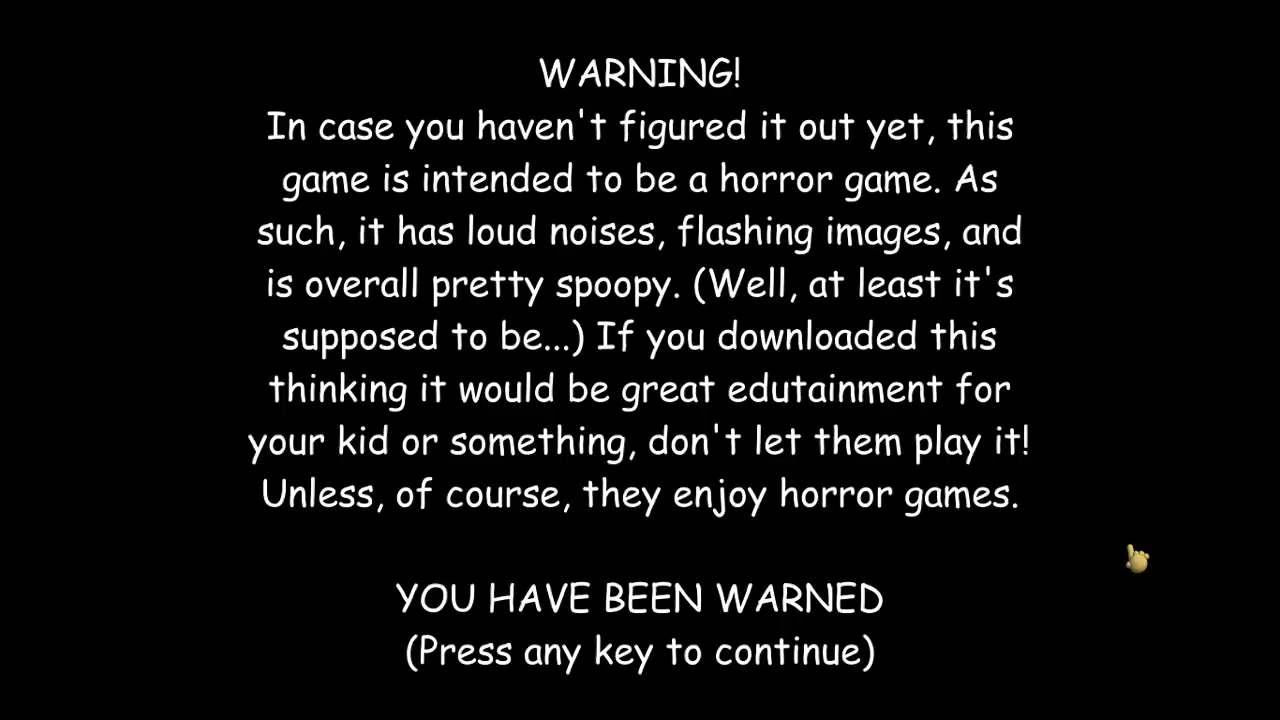 WARNING!
In case you haven't figured it out yet, this
game is intended to be a horror game. As
such, it has loud noises, flashing images, and
is overall pretty spoopy. (Well, at least it's
supposed to be...) If you downloaded this
thinking it would be great edutainment for
your kid or something, don't let them play it!
Unless, of course, they enjoy horror games.
YOU HAVE BEEN WARNED
(Press any key to continue)